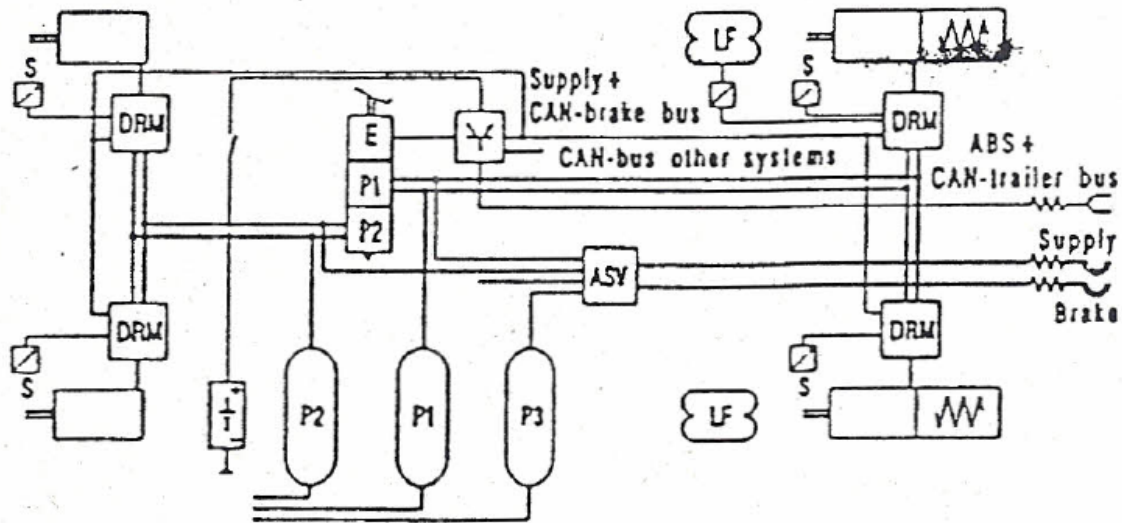 LF
S
S
Supply +
CAN-brake bus
DRM
E
DRM
ABS +
CAN-bus other systems
CAN-trailer bus
P1
P2
Supply
ASV
Brake
DRM
DRM
S
S
P2
P1
P3
LF